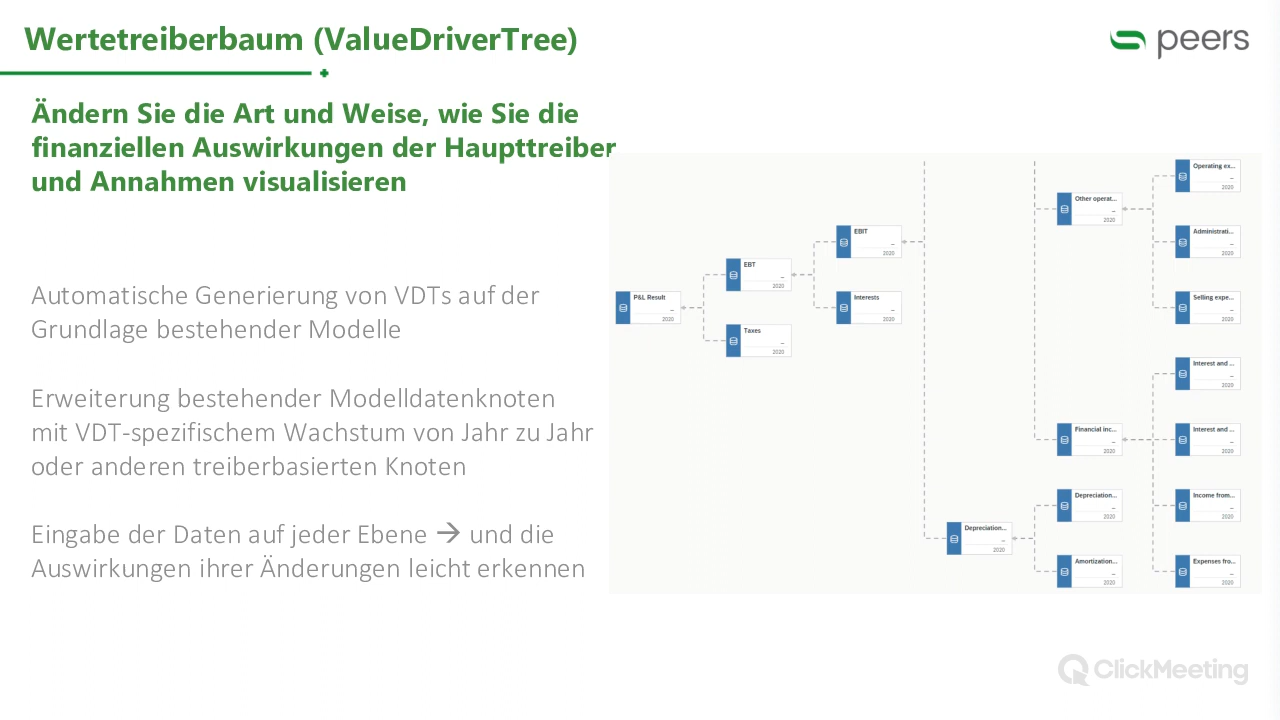 Wertetreiberbaum (ValueDriverTree)
peers
Ändern Sie die Art und Weise, wie Sie die
finanziellen Auswirkungen der Haupttreiber
und Annahmen visualisieren
Automatische Generierung von VDTs auf der
Grundlage bestehender Modelle
Erweiterung bestehender Modelldatenknoten
mit VDT-spezifischem Wachstum von Jahr zu Jahr
oder anderen treiberbasierten Knoten
Eingabe der Daten auf jeder Ebene → und die
Auswirkungen ihrer Änderungen leicht erkennen
P&L Result
–
2020
EBT
–
2020
Taxes
–
2020
EBIT
–
2020
Interests
–
2020
Depreciation...
–
2020
Other operat...
–
2020
Financial inc...
–
2020
Depreciation...
–
2020
Amortization...
–
2020
Operating ex...
–
2020
Administrati...
–
2020
Selling expe...
–
2020
Interest and ...
–
2020
Interest and ...
–
2020
Income from...
–
2020
Expenses fro...
–
2020
ClickMeeting